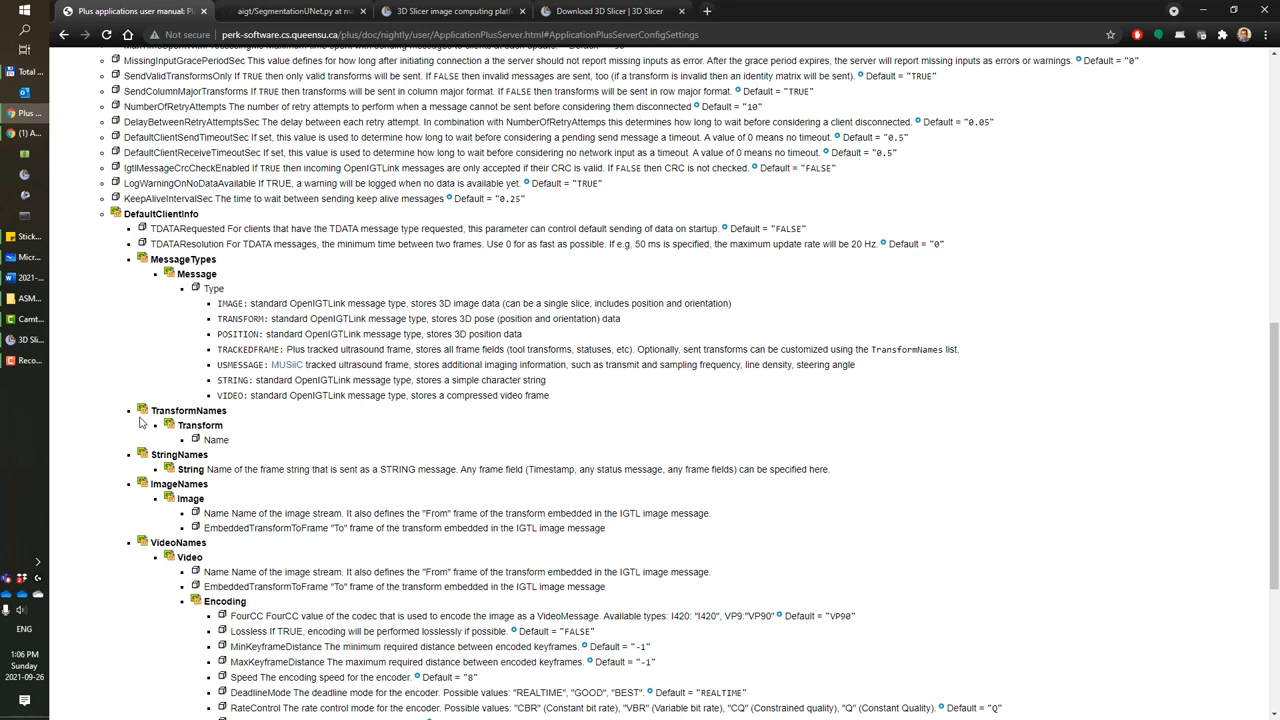 Plus applications user manual: Pl
aigt/SegmentationUNet.py at m
3D Slicer image computing platf
Download 3D Slicer | 3D Slicer
Not secure | perk-software.cs.queensu.ca/plus/doc/nightly/user/ApplicationPlusServer.html#ApplicationPlusServerConfigSettings
MissingInputGracePeriodSec This value defines for how long after initiating connection a the server should not report missing inputs as error. After the grace period expires, the server will report missing inputs as errors or warnings. Default = "0"
SendValidTransformsOnly If TRUE then only valid transforms will be sent. If FALSE then invalid messages are sent, too (if a transform is invalid then an identity matrix will be sent). Default = "TRUE"
SendColumnMajorTransforms If TRUE then transforms will be sent in column major format. If FALSE then transforms will be sent in row major format. Default = "TRUE"
NumberOfRetryAttempts The number of retry attempts to perform when a message cannot be sent before considering them disconnected Default = "10"
DelayBetweenRetryAttemptsSec The delay between each retry attempt. In combination with NumberOfRetryAttemps this determines how long to wait before considering a client disconnected. Default = "0.05"
DefaultClientSendTimeoutSec If set, this value is used to determine how long to wait before considering a pending send message a timeout. A value of 0 means no timeout. Default = "0.5"
DefaultClientReceiveTimeoutSec If set, this value is used to determine how long to wait before considering no network input as a timeout. A value of 0 means no timeout. Default = "0.5"
IgtlMessageCrcCheckEnabled If TRUE then incoming OpenIGTLink messages are only accepted if their CRC is valid. If FALSE then CRC is not checked. Default = "FALSE"
LogWarningOnNoDataAvailable If TRUE, a warning will be logged when no data is available yet. Default = "TRUE"
KeepAliveIntervalSec The time to wait between sending keep alive messages Default = "0.25"
DefaultClientInfo
TDATARequested For clients that have the TDATA message type requested, this parameter can control default sending of data on startup. Default = "FALSE"
TDATAResolution For TDATA messages, the minimum time between two frames. Use 0 for as fast as possible. If e.g. 50 ms is specified, the maximum update rate will be 20 Hz. Default = "0"
MessageTypes
Message
Type
IMAGE: standard OpenIGTLink message type, stores 3D image data (can be a single slice, includes position and orientation)
TRANSFORM: standard OpenIGTLink message type, stores 3D pose (position and orientation) data
POSITION: standard OpenIGTLink message type, stores 3D position data
TRACKEDFRAME: Plus tracked ultrasound frame, stores all frame fields (tool transforms, statuses, etc). Optionally, sent transforms can be customized using the TransformNames list.
USMESSAGE: MUSiiC tracked ultrasound frame, stores additional imaging information, such as transmit and sampling frequency, line density, steering angle
STRING: standard OpenIGTLink message type, stores a simple character string
VIDEO: standard OpenIGTLink message type, stores a compressed video frame
TransformNames
Transform
Name
StringNames
String Name of the frame string that is sent as a STRING message. Any frame field (Timestamp, any status message, any frame fields) can be specified here.
ImageNames
Image
Name Name of the image stream. It also defines the "From" frame of the transform embedded in the IGTL image message.
EmbeddedTransformToFrame "To" frame of the transform embedded in the IGTL image message
VideoNames
Video
Name Name of the image stream. It also defines the "From" frame of the transform embedded in the IGTL image message.
EmbeddedTransformToFrame "To" frame of the transform embedded in the IGTL image message
Encoding
FourCC FourCC value of the codec that is used to encode the image as a VideoMessage. Available types: I420: "I420", VP9:"VP90" Default = "VP90"
Lossless If TRUE, encoding will be performed losslessly if possible. Default = "FALSE"
MinKeyframeDistance The minimum required distance between encoded keyframes. Default = "-1"
MaxKeyframeDistance The maximum required distance between encoded keyframes. Default = "-1"
Speed The encoding speed for the encoder. Default = "8"
DeadlineMode The deadline mode for the encoder. Possible values: "REALTIME", "GOOD", "BEST". Default = "REALTIME"
RateControl The rate control mode for the encoder. Possible values: "CBR" (Constant bit rate), "VBR" (Variable bit rate), "CQ" (Constrained quality), "Q" (Constant Quality). Default = "Q"
Total ...
Plus ...
(1) A...
Stick...
Micr...
2021-...
ASM...
Camt...
3D Sli...
Reco...
ENG
1:06 PM
Sunday
2021-09-26